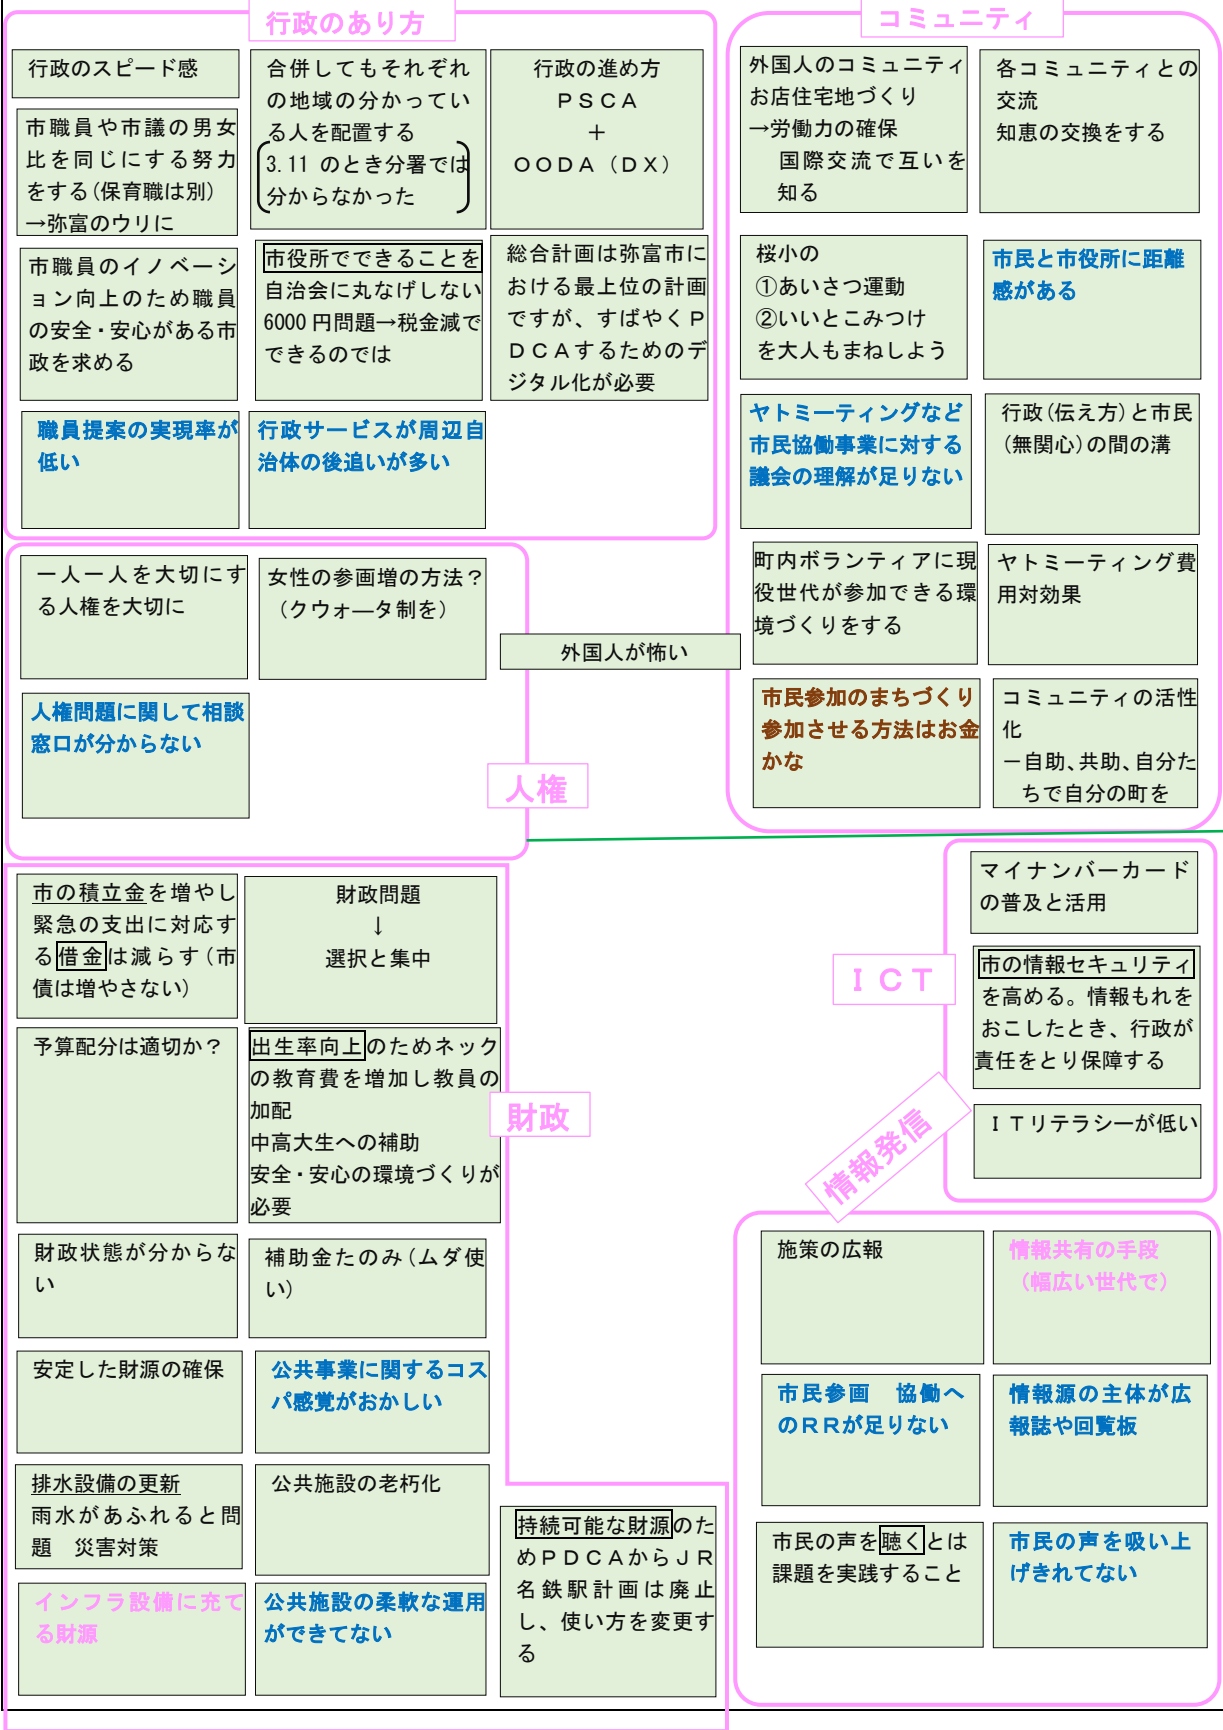 行政のあり方
行政のスピード感
合併してもそれぞれ
の地域の分かってい
る人を配置する
3.11 のとき分署では
分からなかった
行政の進め方
ＰＳＣＡ
＋
ＯＯＤＡ（ＤＸ）
市職員や市議の男女
比を同じにする努力
をする(保育職は別)
→弥富のウリに
市職員のイノベーシ
ョン向上のため職員
の安全・安心がある市
政を求める
市役所でできることを
自治会に丸なげしない
6000 円問題→税金減で
できるのでは
総合計画は弥富市に
おける最上位の計画
ですが、すばやくＰ
ＤＣＡするためのデ
ジタル化が必要
職員提案の実現率が
低い
行政サービスが周辺自
治体の後追いが多い
コミュニティ
外国人のコミュニティ
お店住宅地づくり
→労働力の確保
国際交流で互いを
知る
各コミュニティとの
交流
知恵の交換をする
桜小の
①あいさつ運動
②いいとこみつけ
を大人もまねしよう
市民と市役所に距離
感がある
ヤトミーティングなど
市民協働事業に対する
議会の理解が足りない
行政(伝え方)と市民
(無関心)の間の溝
町内ボランティアに現
役世代が参加できる環
境づくりをする
ヤトミーティング費
用対効果
市民参加のまちづくり
参加させる方法はお金
かな
コミュニティの活性
化
－自助、共助、自分た
ちで自分の町を
一人一人を大切にす
る人権を大切に
女性の参画増の方法？
（クウォ―タ制を）
外国人が怖い
人権問題に関して相談
窓口が分からない
人権
市の積立金を増やし
緊急の支出に対応す
る借金は減らす（市
債は増やさない）
財政問題
↓
選択と集中
予算配分は適切か？
出生率向上のためネック
の教育費を増加し教員の
加配
中高大生への補助
安全・安心の環境づくりが
必要
財政
財政状態が分からな
い
補助金たのみ（ムダ使
い）
安定した財源の確保
公共事業に関するコス
パ感覚がおかしい
排水設備の更新
雨水があふれると問
題　災害対策
公共施設の老朽化
インフラ設備に充て
る財源
公共施設の柔軟な運用
ができてない
持続可能な財源のた
めＰＤＣＡからＪＲ
名鉄駅計画は廃止
し、使い方を変更す
る
ＩＣＴ
マイナンバーカード
の普及と活用
市の情報セキュリティ
を高める。情報もれを
おこしたとき、行政が
責任をとり保障する
ＩＴリテラシーが低い
情報発信
施策の広報
情報共有の手段
（幅広い世代で）
市民参画　協働へ
のＲＲが足りない
情報源の主体が広
報誌や回覧板
市民の声を聴くとは
課題を実践すること
市民の声を吸い上
げきれてない